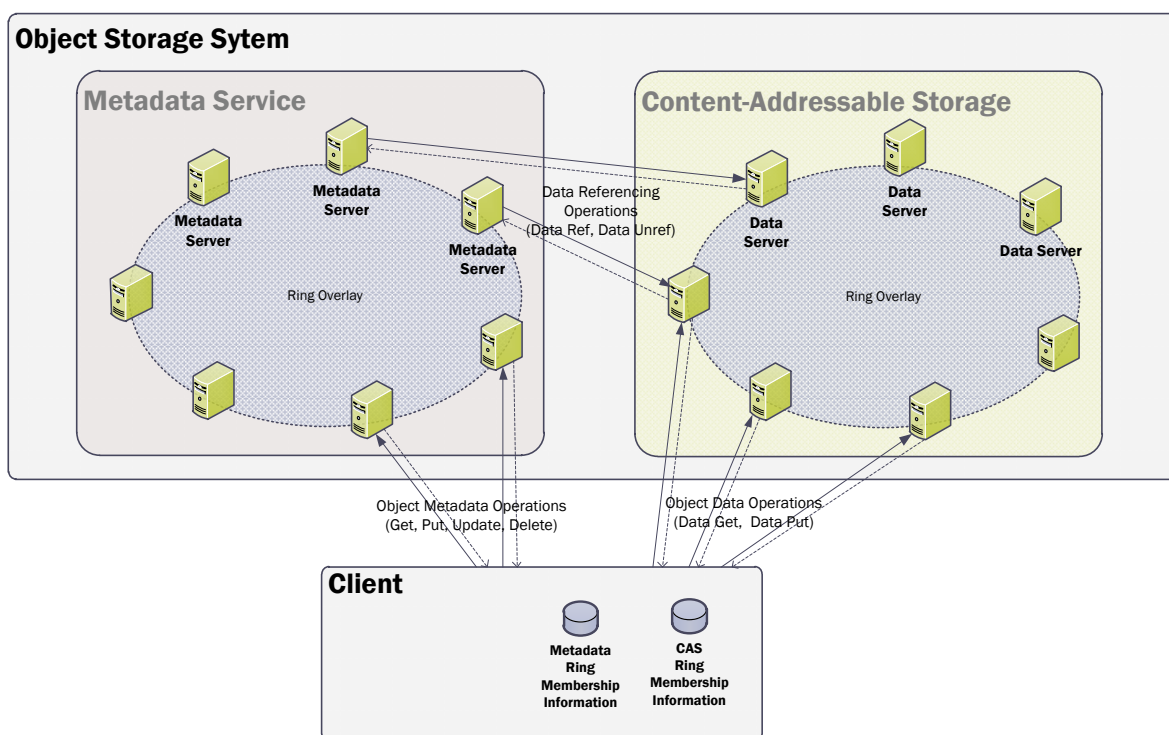 Object Storage Sytem
Metadata Service
Content-Addressable Storage
Metadata
Server
Metadata
Server
Metadata
Server
Data Referencing
Operations
(Data Ref, Data Unref)
Data
Server
Data
Server
Data Server
Ring Overlay
Ring Overlay
Object Metadata Operations
(Get, Put, Update, Delete)
Object Data Operations
(Data Get, Data Put)
Client
Metadata
Ring
Membership
Information
CAS
Ring
Membership
Information